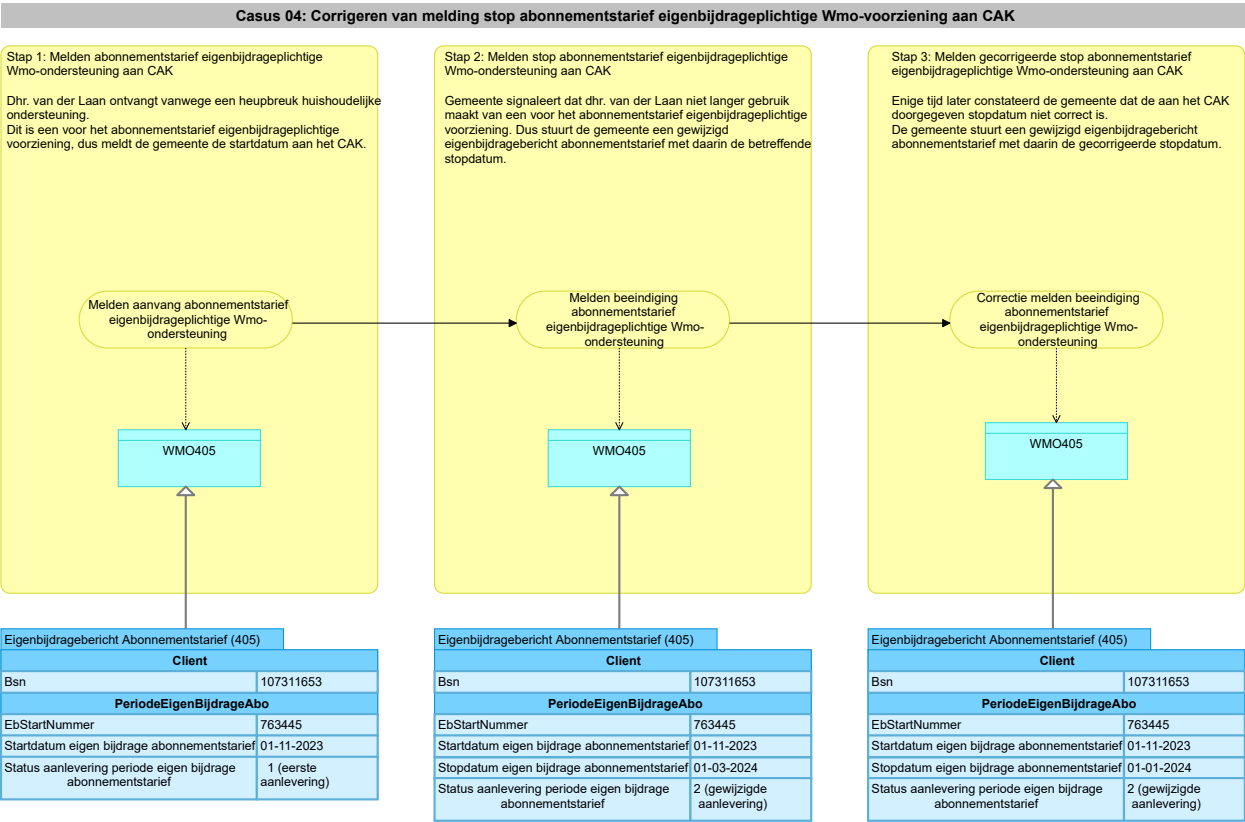 Casus 04: Corrigeren van melding stop abonnementstarief eigenbijdrageplichtige Wmo-voorziening aan CAK
Stap 1: Melden abonnementstarief eigenbijdrageplichtige
Wmo-ondersteuning aan CAK
Dhr. van der Laan ontvangt vanwege een heupbreuk huishoudelijke
ondersteuning.
Dit is een voor het abonnementstarief eigenbijdrageplichtige
voorziening, dus meldt de gemeente de startdatum aan het CAK.
Melden aanvang abonnementstarief
eigenbijdrageplichtige Wmo-
ondersteuning
WMO405
Eigenbijdragebericht Abonnementstarief (405)
Client
Bsn 107311653
PeriodeEigenBijdrageAbo
EbStartNummer 763445
Startdatum eigen bijdrage abonnementstarief 01-11-2023
Status aanlevering periode eigen bijdrage 1 (eerste
abonnementstarief aanlevering)
Stap 2: Melden stop abonnementstarief eigenbijdrageplichtige
Wmo-ondersteuning aan CAK
Gemeente signaleert dat dhr. van der Laan niet langer gebruik
maakt van een voor het abonnementstarief eigenbijdrageplichtige
voorziening. Dus stuurt de gemeente een gewijzigd
eigenbijdragebericht abonnementstarief met daarin de betreffende
stopdatum.
Melden beeindiging
abonnementstarief
eigenbijdrageplichtige Wmo-
ondersteuning
WMO405
Eigenbijdragebericht Abonnementstarief (405)
Client
Bsn 107311653
PeriodeEigenBijdrageAbo
EbStartNummer 763445
Startdatum eigen bijdrage abonnementstarief 01-11-2023
Stopdatum eigen bijdrage abonnementstarief 01-03-2024
Status aanlevering periode eigen bijdrage 2 (gewijzigde
abonnementstarief aanlevering)
Stap 3: Melden gecorrigeerde stop abonnementstarief
eigenbijdrageplichtige Wmo-ondersteuning aan CAK
Enige tijd later constateerd de gemeente dat de aan het CAK
doorgegeven stopdatum niet correct is.
De gemeente stuurt een gewijzigd eigenbijdragebericht
abonnementstarief met daarin de gecorrigeerde stopdatum.
Correctie melden beeindiging
abonnementstarief
eigenbijdrageplichtige Wmo-
ondersteuning
WMO405
Eigenbijdragebericht Abonnementstarief (405)
Client
Bsn 107311653
PeriodeEigenBijdrageAbo
EbStartNummer 763445
Startdatum eigen bijdrage abonnementstarief 01-11-2023
Stopdatum eigen bijdrage abonnementstarief 01-01-2024
Status aanlevering periode eigen bijdrage 2 (gewijzigde
abonnementstarief aanlevering)